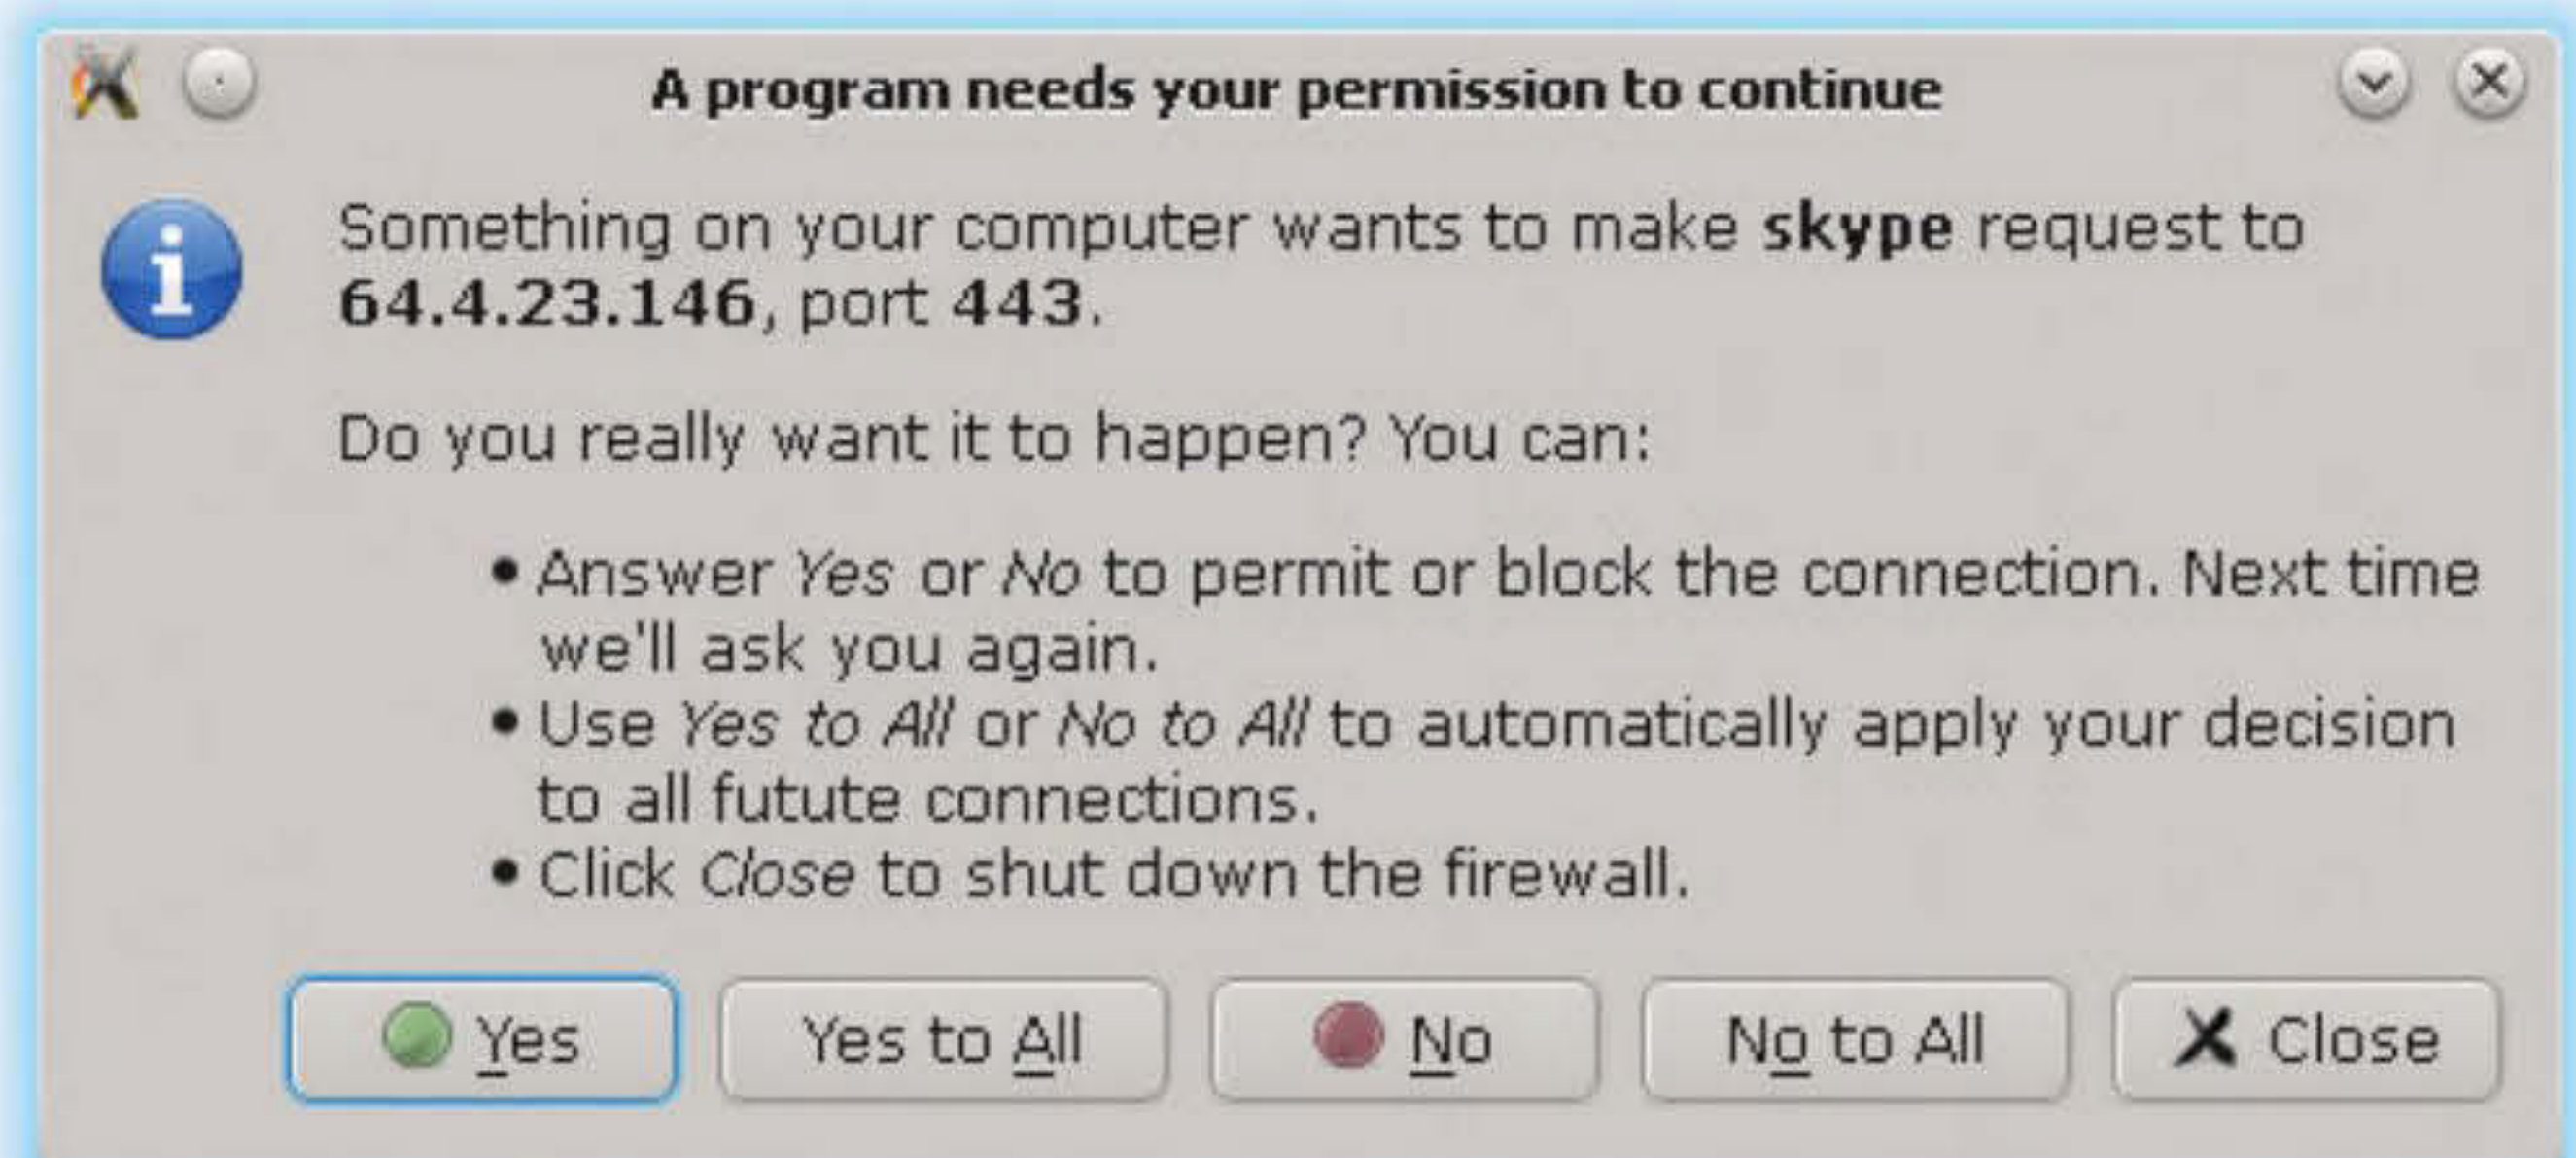 A program needs your permission to continue
Something on your computer wants to make skype request to
64.4.23.146, port 443.
Do you really want it to happen? You can:
• Answer Yes or No to permit or block the connection. Next time
we'll ask you again.
• Use Yes to All or No to All to automatically apply your decision
to all futute connections.
• Click Close to shut down the firewall.
Yes Yes to All No No to All Close